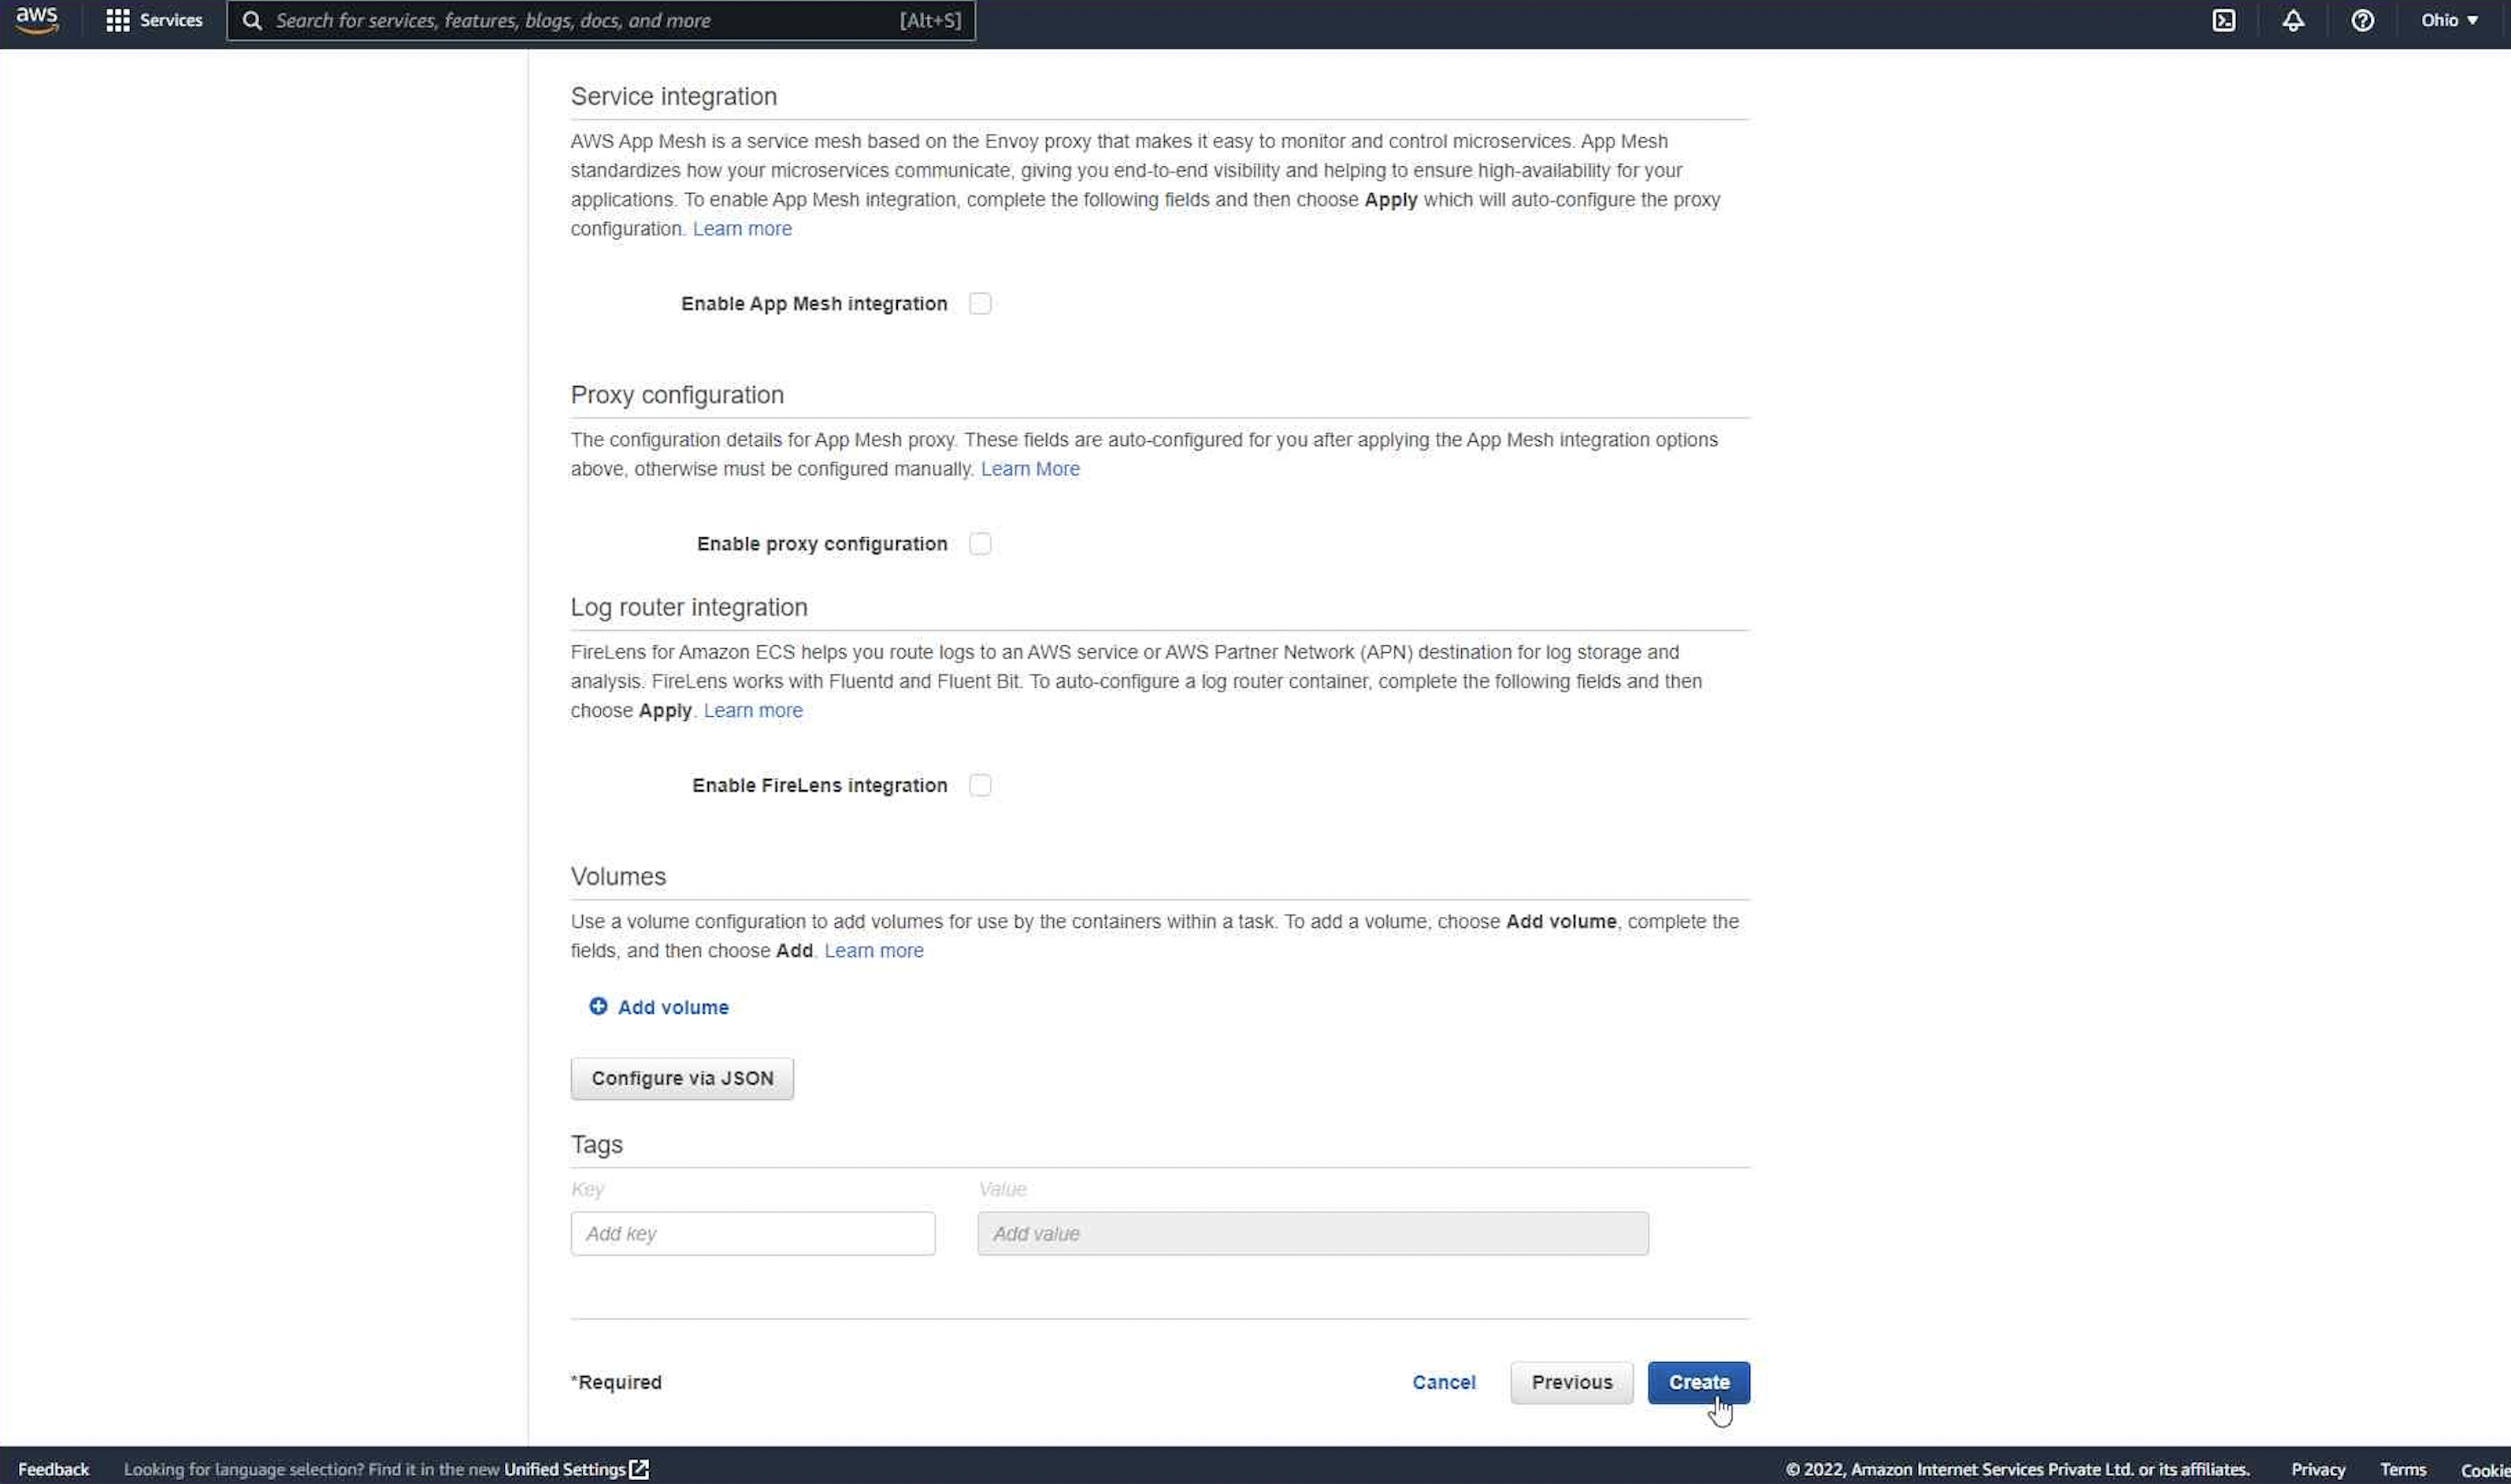 aws
Services
Search for services, features, blogs, docs, and more
[Alt+S]
Ohio
Service integration
AWS App Mesh is a service mesh based on the Envoy proxy that makes it easy to monitor and control microservices. App Mesh
standardizes how your microservices communicate, giving you end-to-end visibility and helping to ensure high-availability for your
applications. To enable App Mesh integration, complete the following fields and then choose Apply which will auto-configure the proxy
configuration. Learn more
Enable App Mesh integration
Proxy configuration
The configuration details for App Mesh proxy. These fields are auto-configured for you after applying the App Mesh integration options
above, otherwise must be configured manually. Learn More
Enable proxy configuration
Log router integration
FireLens for Amazon ECS helps you route logs to an AWS service or AWS Partner Network (APN) destination for log storage and
analysis. FireLens works with Fluentd and Fluent Bit. To auto-configure a log router container, complete the following fields and then
choose Apply. Learn more
Enable FireLens integration
Volumes
Use a volume configuration to add volumes for use by the containers within a task. To add a volume, choose Add volume, complete the
fields, and then choose Add. Learn more
Add volume
Configure via JSON
Tags
Key
Value
Add key
Add value
*Required
Cancel
Previous
Create
Feedback
Looking for language selection? Find it in the new Unified Settings
© 2022, Amazon Internet Services Private Ltd. or its affiliates.
Privacy
Terms
Cooki